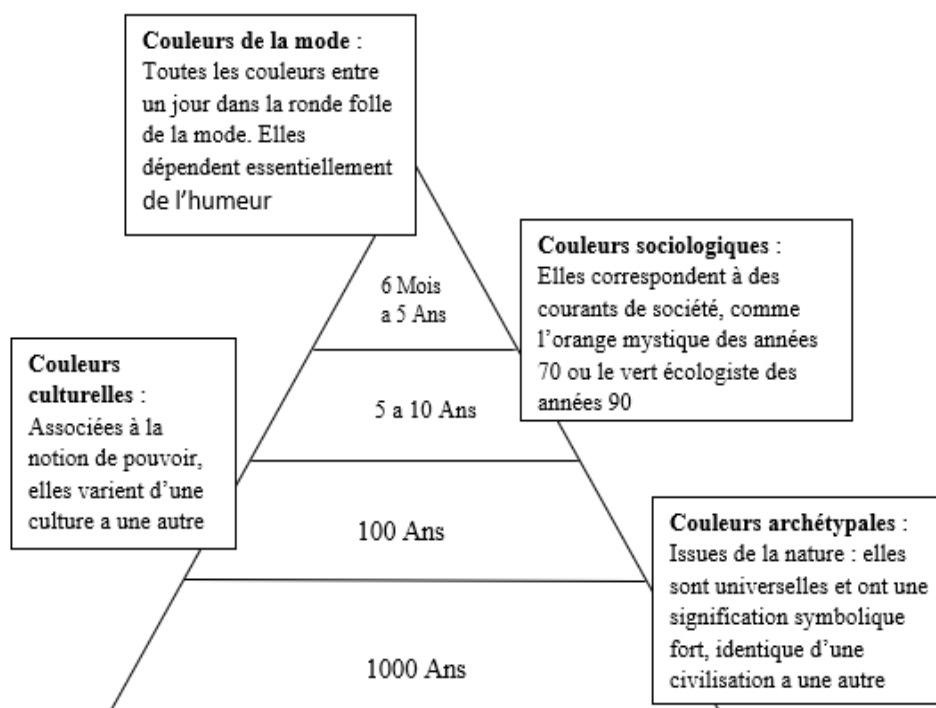 Couleurs de la mode :
Toutes les couleurs entre
un jour dans la ronde folle
de la mode. Elles
dépendent essentiellement
de l’humeur
Couleurs sociologiques :
Elles correspondent à des
courants de société, comme
l’orange mystique des années
70 ou le vert écologiste des
années 90
6 Mois
a 5 Ans
Couleurs
culturelles :
Associées à la
notion de pouvoir,
elles varient d’une
culture a une autre
5 a 10 Ans
100 Ans
Couleurs archétypales :
Issues de la nature : elles
sont universelles et ont une
signification symbolique
fort, identique d’une
civilisation a une autre
1000 Ans